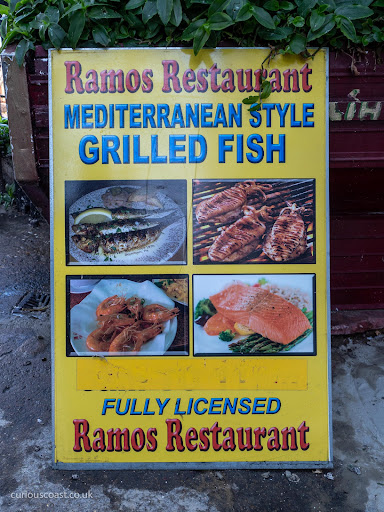 Ramos Restaurant
MEDITERRANEAN STYLE
GRILLED FISH
FULLY LICENSED
Ramos Restaurant
curiouscoast.co.uk